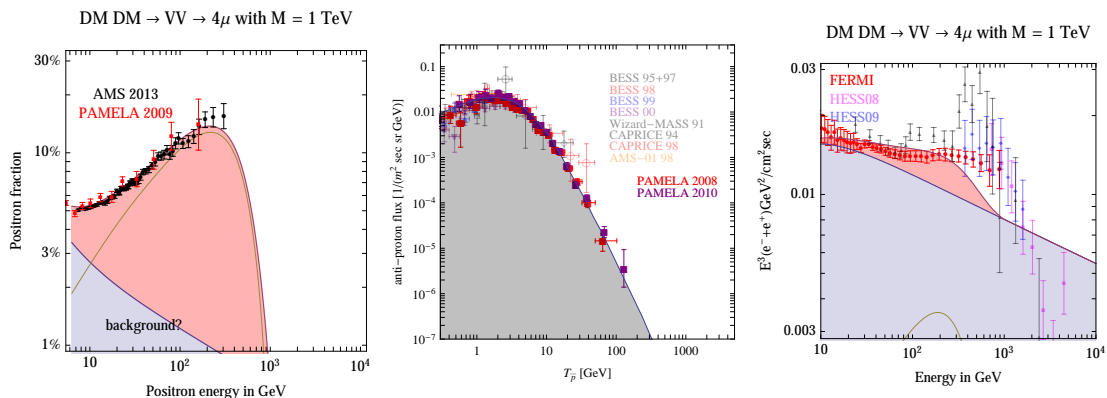 DM DM → VV → 4μ with M = 1 TeV
30%
10%
3%
1%
Positron fraction
AMS 2013
PAMELA 2009
background?
10
10²
10³
10⁴
Positron energy in GeV
0.1
0.01
10⁻³
10⁻⁴
10⁻⁵
10⁻⁶
10⁻⁷
anti-proton flux [1/(m² sec sr GeV)]
BESS 95+97
BESS 98
BESS 99
BESS 00
Wizard-MASS 91
CAPRICE 94
CAPRICE 98
AMS-01 98
PAMELA 2008
PAMELA 2010
1
10
100
1000
T_p̅ [GeV]
DM DM → VV → 4μ with M = 1 TeV
0.03
0.01
0.003
E³(e⁻+e⁺)GeV²/cm²sec
FERMI
HESS08
HESS09
10
10²
10³
10⁴
Energy in GeV